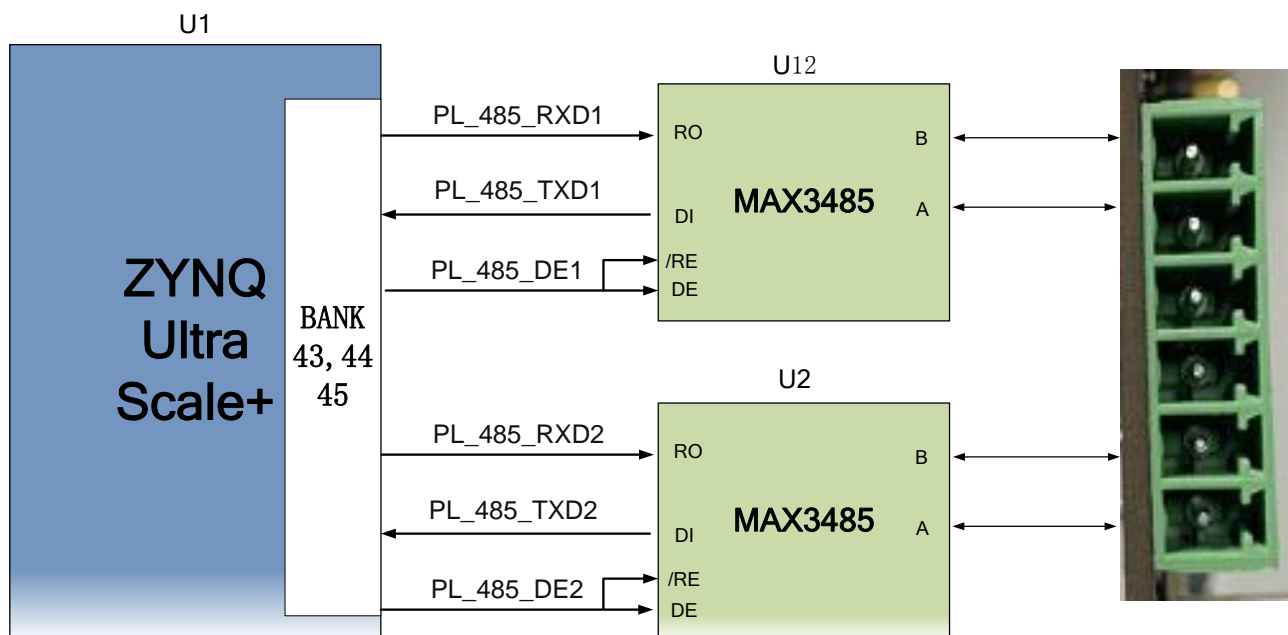 U1
ZYNQ
Ultra
Scale+
BANK
43, 44
45
PL_485_RXD1
PL_485_TXD1
PL_485_DE1
U12
RO
DI
/RE
DE
MAX3485
B
A
PL_485_RXD2
PL_485_TXD2
PL_485_DE2
U2
RO
DI
/RE
DE
MAX3485
B
A